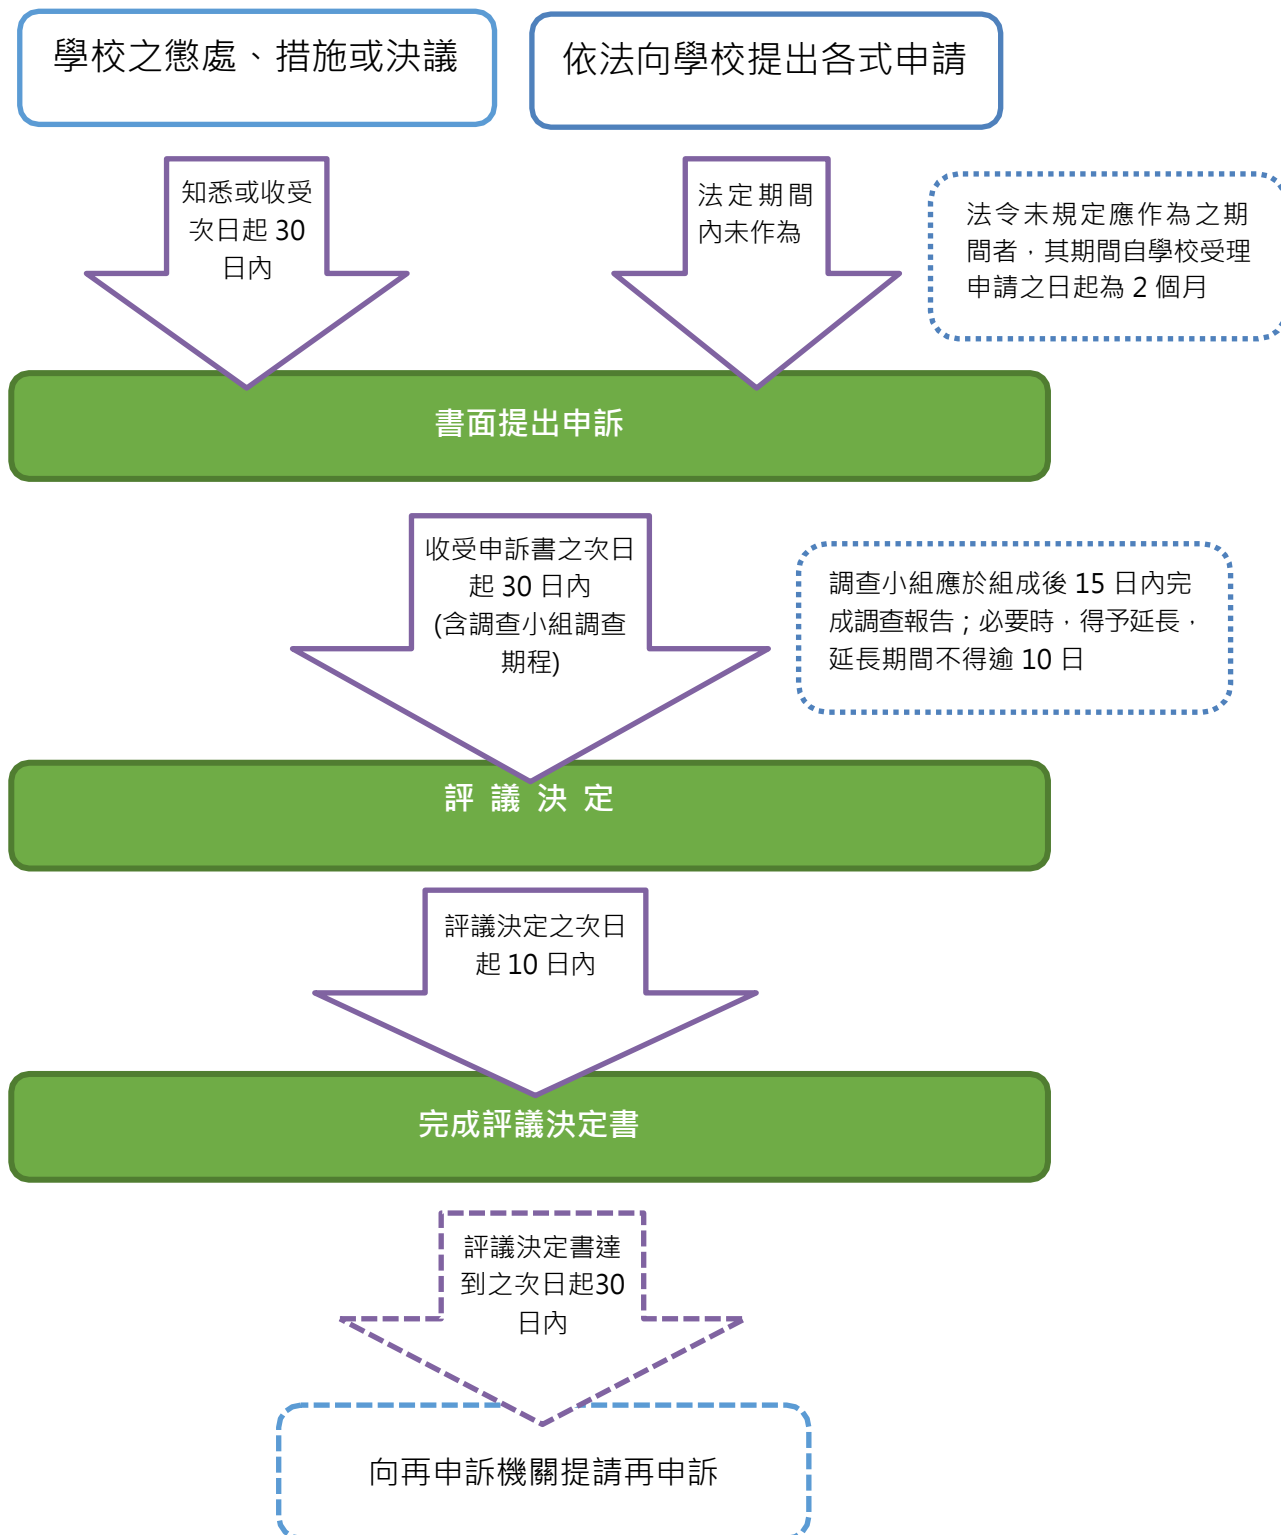 學校之懲處、措施或決議
依法向學校提出各式申請
知悉或收受
次日起 30
日內
法定期間
內未作為
法令未規定應作為之期
間者，其期間自學校受理
申請之日起為 2 個月
書面提出申訴
收受申訴書之次日
起 30 日內
(含調查小組調查
期程)
調查小組應於組成後 15 日內完
成調查報告；必要時，得予延長，
延長期間不得逾 10 日
評 議 決 定
評議決定之次日
起 10 日內
完成評議決定書
評議決定書達
到之次日起30
日內
向再申訴機關提請再申訴